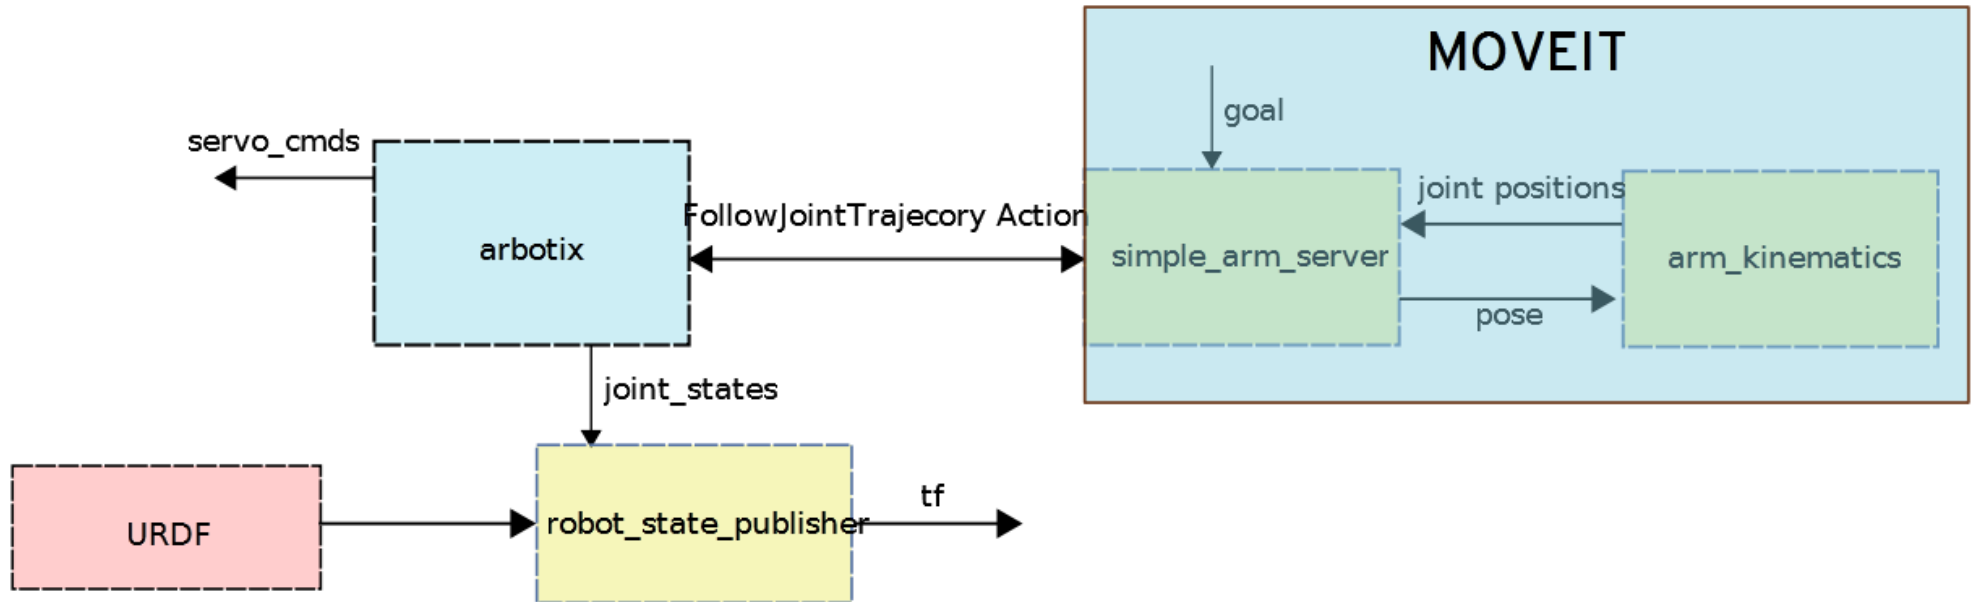 MOVEIT
goal
servo_cmds
joint positions
FollowJointTrajecory Action
arbotix
simple_arm_server
arm_kinematics
pose
joint_states
tf
URDF
robot_state_publisher